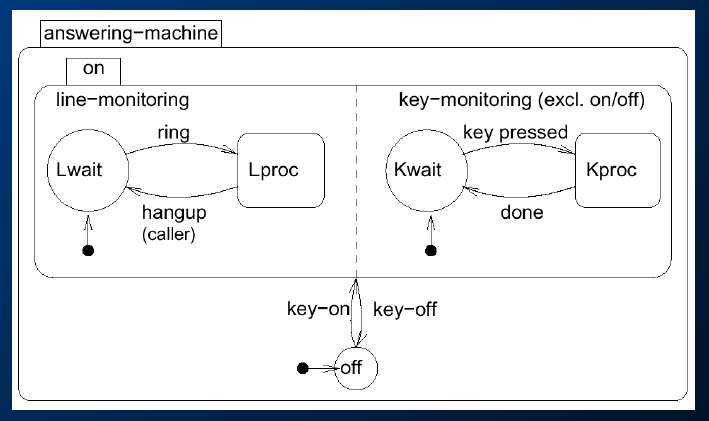 answering−machine
on
line−monitoring
key−monitoring (excl. on/off)
ring
key pressed
Lwait
Lproc
Kwait
Kproc
hangup
(caller)
done
key−on
key−off
off